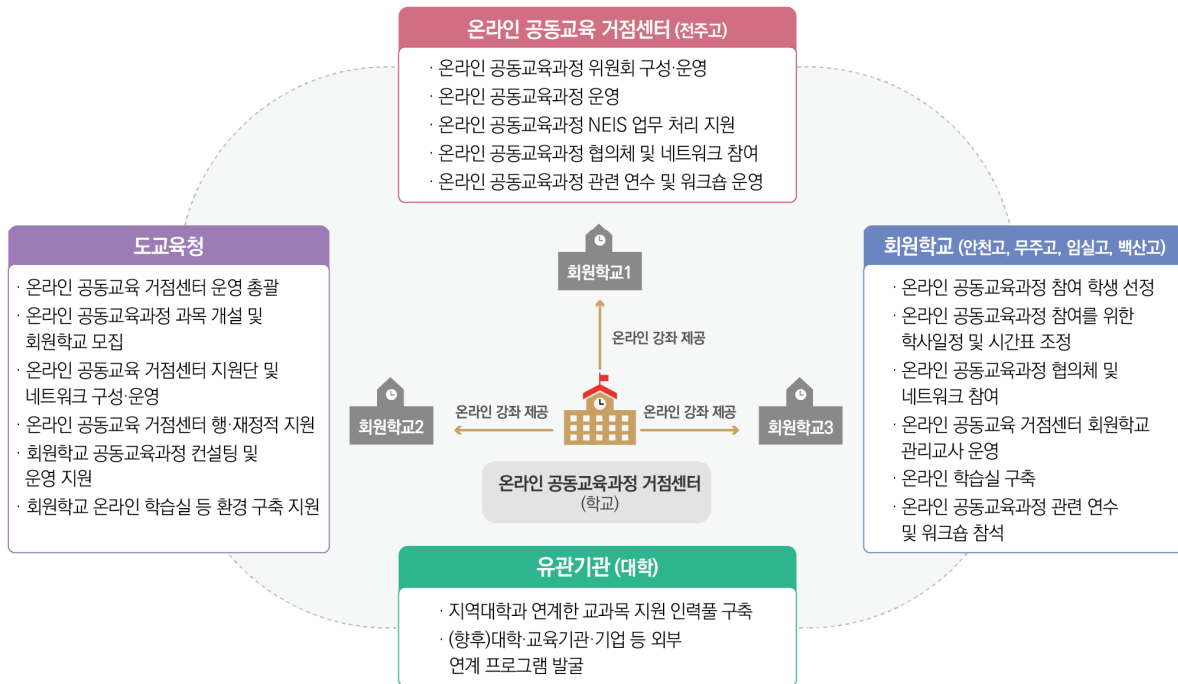 온라인 공동교육 거점센터 (전주고)
· 온라인 공동교육과정 위원회 구성·운영
· 온라인 공동교육과정 운영
· 온라인 공동교육과정 NEIS 업무 처리 지원
· 온라인 공동교육과정 협의체 및 네트워크 참여
· 온라인 공동교육과정 관련 연수 및 워크숍 운영
도교육청
· 온라인 공동교육 거점센터 운영 총괄
· 온라인 공동교육과정 과목 개설 및
회원학교 모집
· 온라인 공동교육 거점센터 지원단 및
네트워크 구성·운영
· 온라인 공동교육 거점센터 행·재정적 지원
· 회원학교 공동교육과정 컨설팅 및
운영 지원
· 회원학교 온라인 학습실 등 환경 구축 지원
회원학교1
온라인 강좌 제공
회원학교2
온라인 강좌 제공
온라인 강좌 제공
회원학교3
온라인 공동교육과정 거점센터
(학교)
회원학교 (안천고, 무주고, 임실고, 백산고)
· 온라인 공동교육과정 참여 학생 선정
· 온라인 공동교육과정 참여를 위한
학사일정 및 시간표 조정
· 온라인 공동교육과정 협의체 및
네트워크 참여
· 온라인 공동교육 거점센터 회원학교
관리교사 운영
· 온라인 학습실 구축
· 온라인 공동교육과정 관련 연수
및 워크숍 참석
유관기관 (대학)
· 지역대학과 연계한 교과목 지원 인력풀 구축
· (향후)대학·교육기관·기업 등 외부
연계 프로그램 발굴